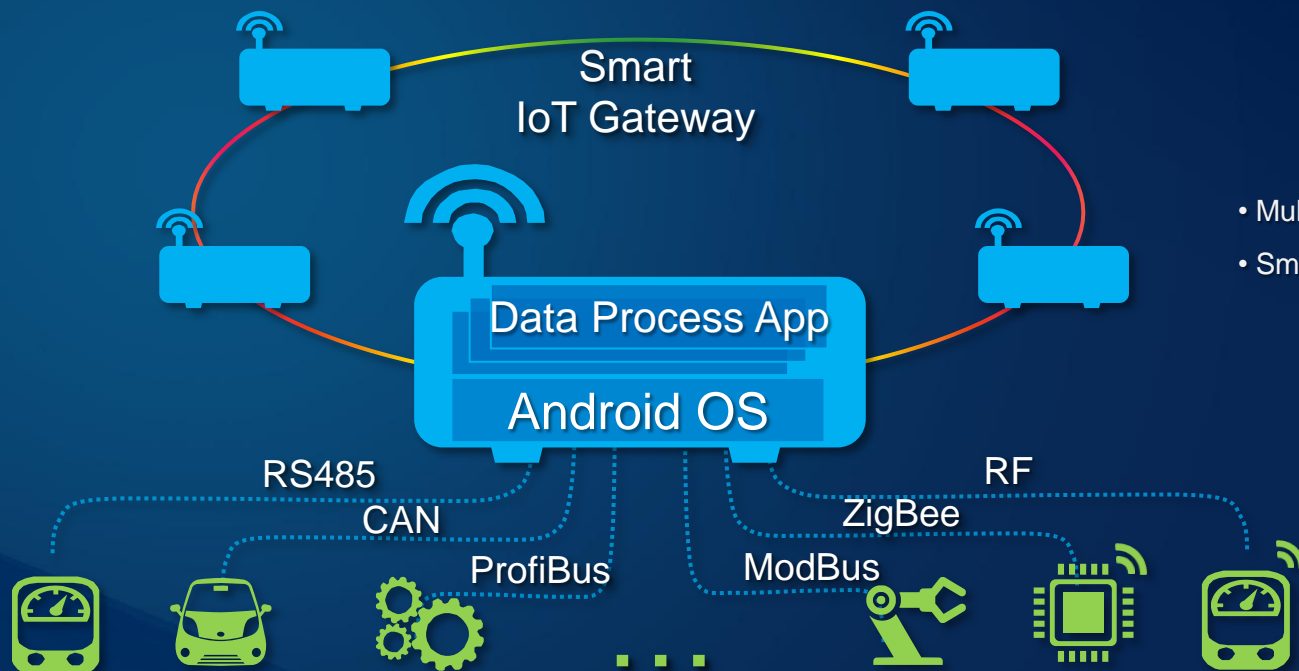 Smart
IoT Gateway
Data Process App
Android OS
RS485
RF
CAN
ZigBee
ProfiBus
ModBus